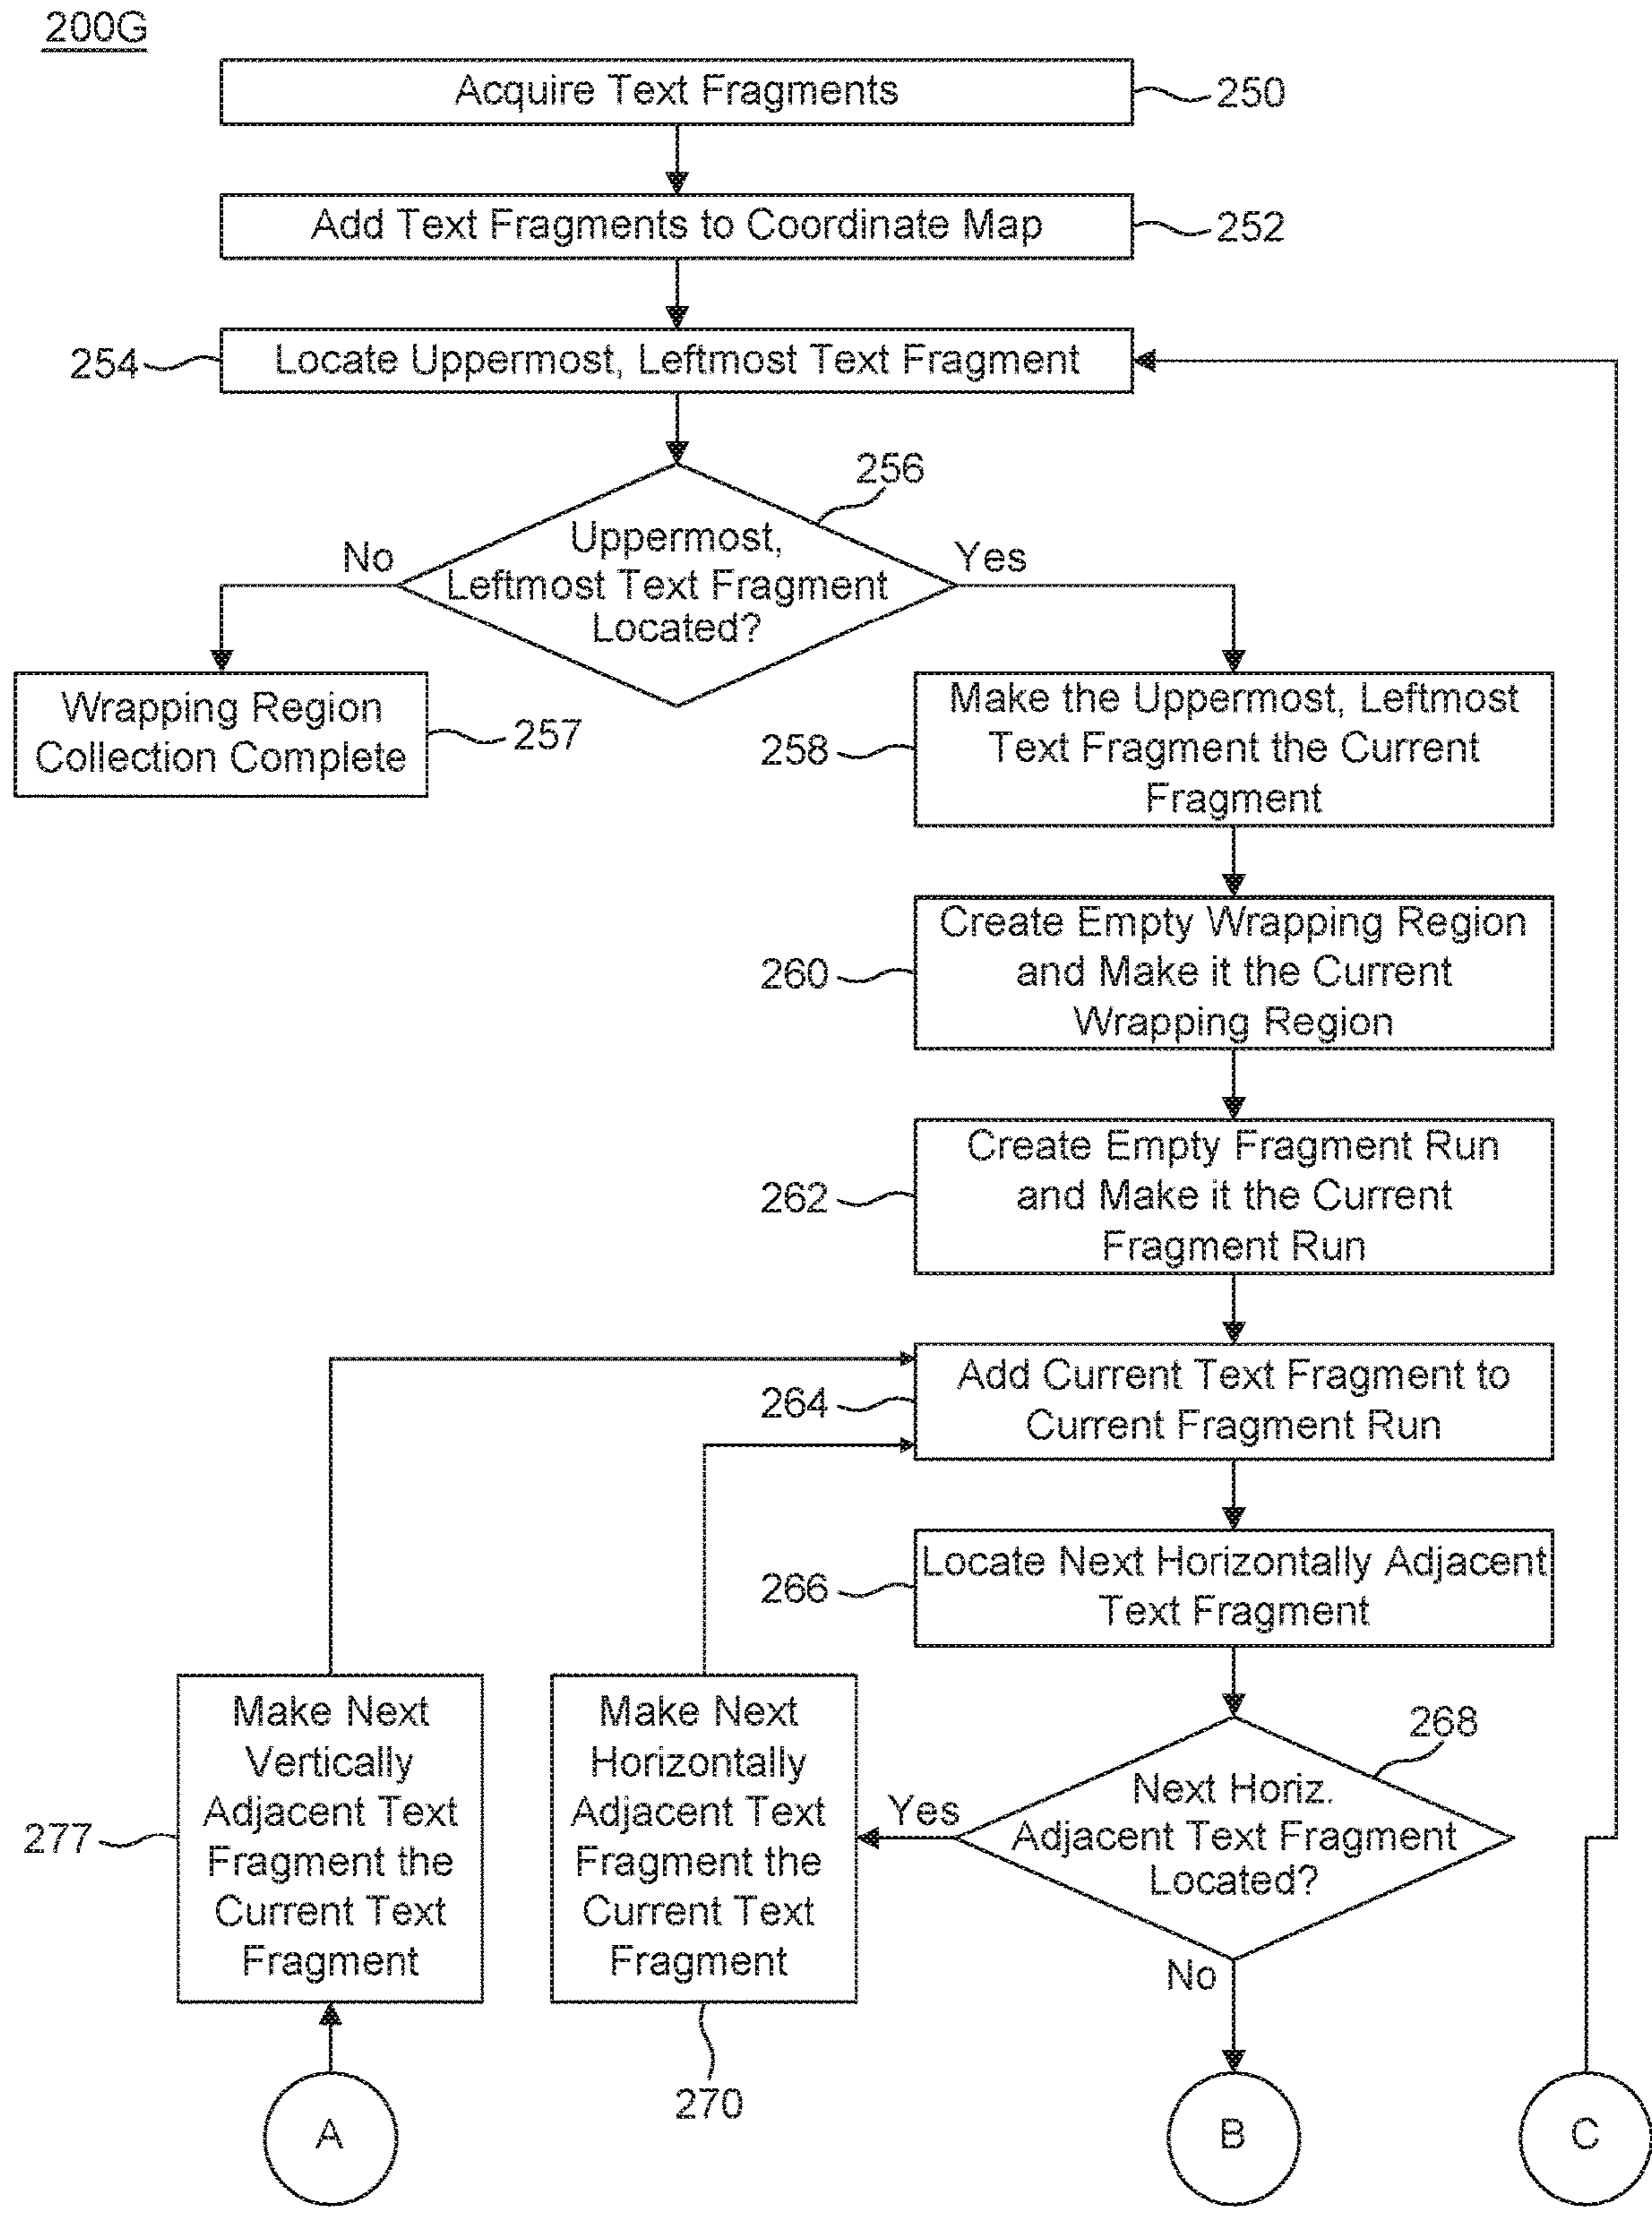 200G
Acquire Text Fragments
250
Add Text Fragments to Coordinate Map
252
254
Locate Uppermost, Leftmost Text Fragment
256
Uppermost,
Leftmost Text Fragment
Located?
No
Yes
Wrapping Region
Collection Complete
257
258
Make the Uppermost, Leftmost
Text Fragment the Current
Fragment
260
Create Empty Wrapping Region
and Make it the Current
Wrapping Region
262
Create Empty Fragment Run
and Make it the Current
Fragment Run
264
Add Current Text Fragment to
Current Fragment Run
266
Locate Next Horizontally Adjacent
Text Fragment
268
Next Horiz.
Adjacent Text Fragment
Located?
Yes
No
277
Make Next
Vertically
Adjacent Text
Fragment the
Current Text
Fragment
Make Next
Horizontally
Adjacent Text
Fragment the
Current Text
Fragment
270
A
B
C